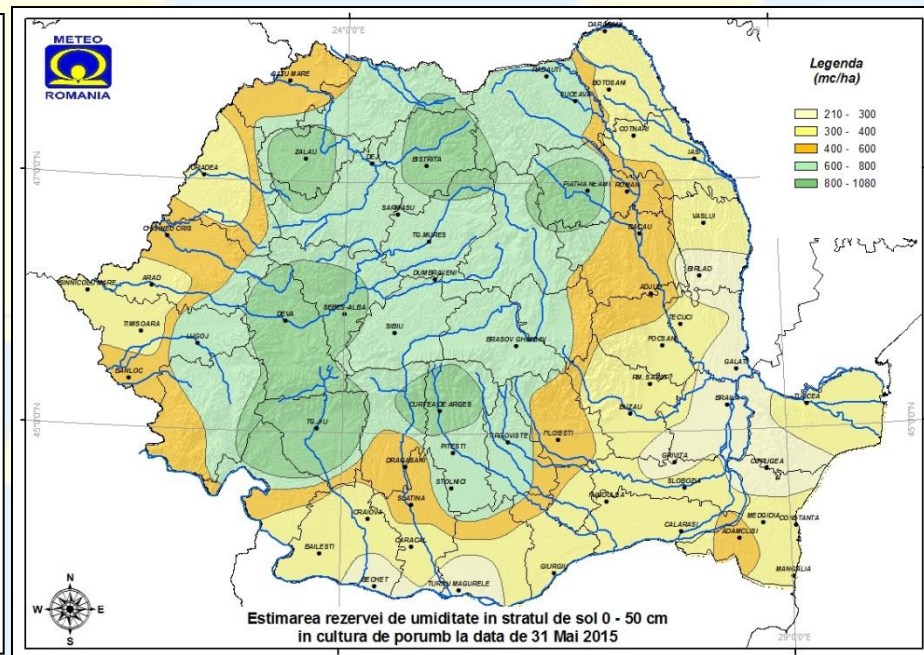 METEO
ROMANIA
24°0'0"E
Legenda
(mc/ha)
210 - 300
300 - 400
400 - 600
600 - 800
800 - 1080
SATU MARE
SUCEAVA
BOTOSANI
COTNARI
IASI
ZALAU
DEJ
BISTRITA
PIATRA NEAMT
ROMAN
ORADEA
47°0'0"N
SARMASU
VASLUI
CHISINEU CRIS
TG.MURES
BACAU
BIRLAD
SINNICOLAU MARE
ARAD
DUMBRAVENI
ADJUD
TIMISOARA
DEVA
SEBES-ALBA
SIBIU
TECUCI
LUGOJ
BRASOV GHIMBAV
FOCSANI
GALATI
BANLOC
RM. SARAT
CURTEA DE ARGES
BUZAU
BRAILA
TULCEA
45°0'0"N
TG.JIU
TIRGOVISTE
PLOIESTI
PITESTI
DRAGASANI
GRIVITA
CORUGEA
STOLNICI
SLOBOZIA
SLATINA
FUNDULEA
CRAIOVA
MEDGIDIA
CONSTANTA
CALARASI
ADAMCLISI
BAILESTI
CARACAL
GIURGIU
MANGALIA
BECHET
TURNU MAGURELE
N
W
E
S
Estimarea rezervei de umiditate in stratul de sol 0 - 50 cm
in cultura de porumb la data de 31 Mai 2015